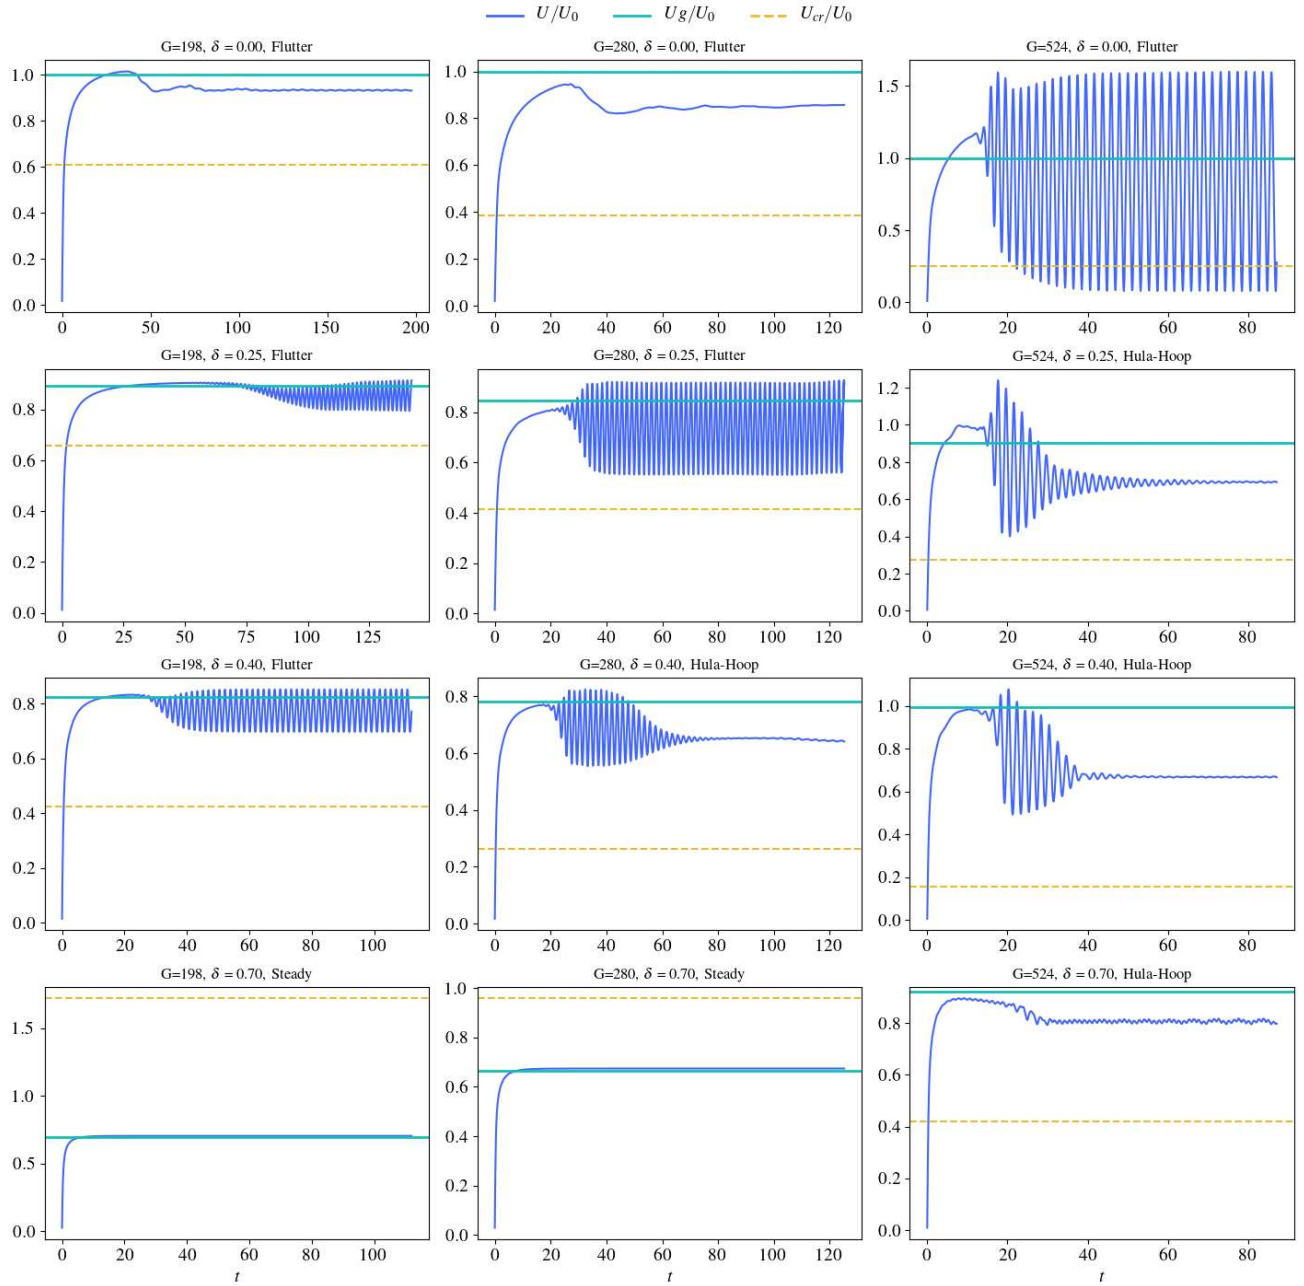 U/U0 Ug/U0 Ucr/U0
G=198, δ = 0.00, Flutter G=280, δ = 0.00, Flutter G=524, δ = 0.00, Flutter
1.0 0.8 0.6 0.4 0.2 0.0
0 50 100 150 200
1.0 0.8 0.6 0.4 0.2 0.0
0 20 40 60 80 100 120
1.5 1.0 0.5 0.0
0 20 40 60 80
G=198, δ = 0.25, Flutter G=280, δ = 0.25, Flutter G=524, δ = 0.25, Hula-Hoop
0.8 0.6 0.4 0.2 0.0
0 25 50 75 100 125
0.8 0.6 0.4 0.2 0.0
0 20 40 60 80 100 120
1.2 1.0 0.8 0.6 0.4 0.2 0.0
0 20 40 60 80
G=198, δ = 0.40, Flutter G=280, δ = 0.40, Hula-Hoop G=524, δ = 0.40, Hula-Hoop
0.8 0.6 0.4 0.2 0.0
0 20 40 60 80 100
0.8 0.6 0.4 0.2 0.0
0 20 40 60 80 100 120
1.0 0.8 0.6 0.4 0.2 0.0
0 20 40 60 80
G=198, δ = 0.70, Steady G=280, δ = 0.70, Steady G=524, δ = 0.70, Hula-Hoop
1.5 1.0 0.5 0.0
0 20 40 60 80 100
1.0 0.8 0.6 0.4 0.2 0.0
0 20 40 60 80 100 120
0.8 0.6 0.4 0.2 0.0
0 20 40 60 80
t t t